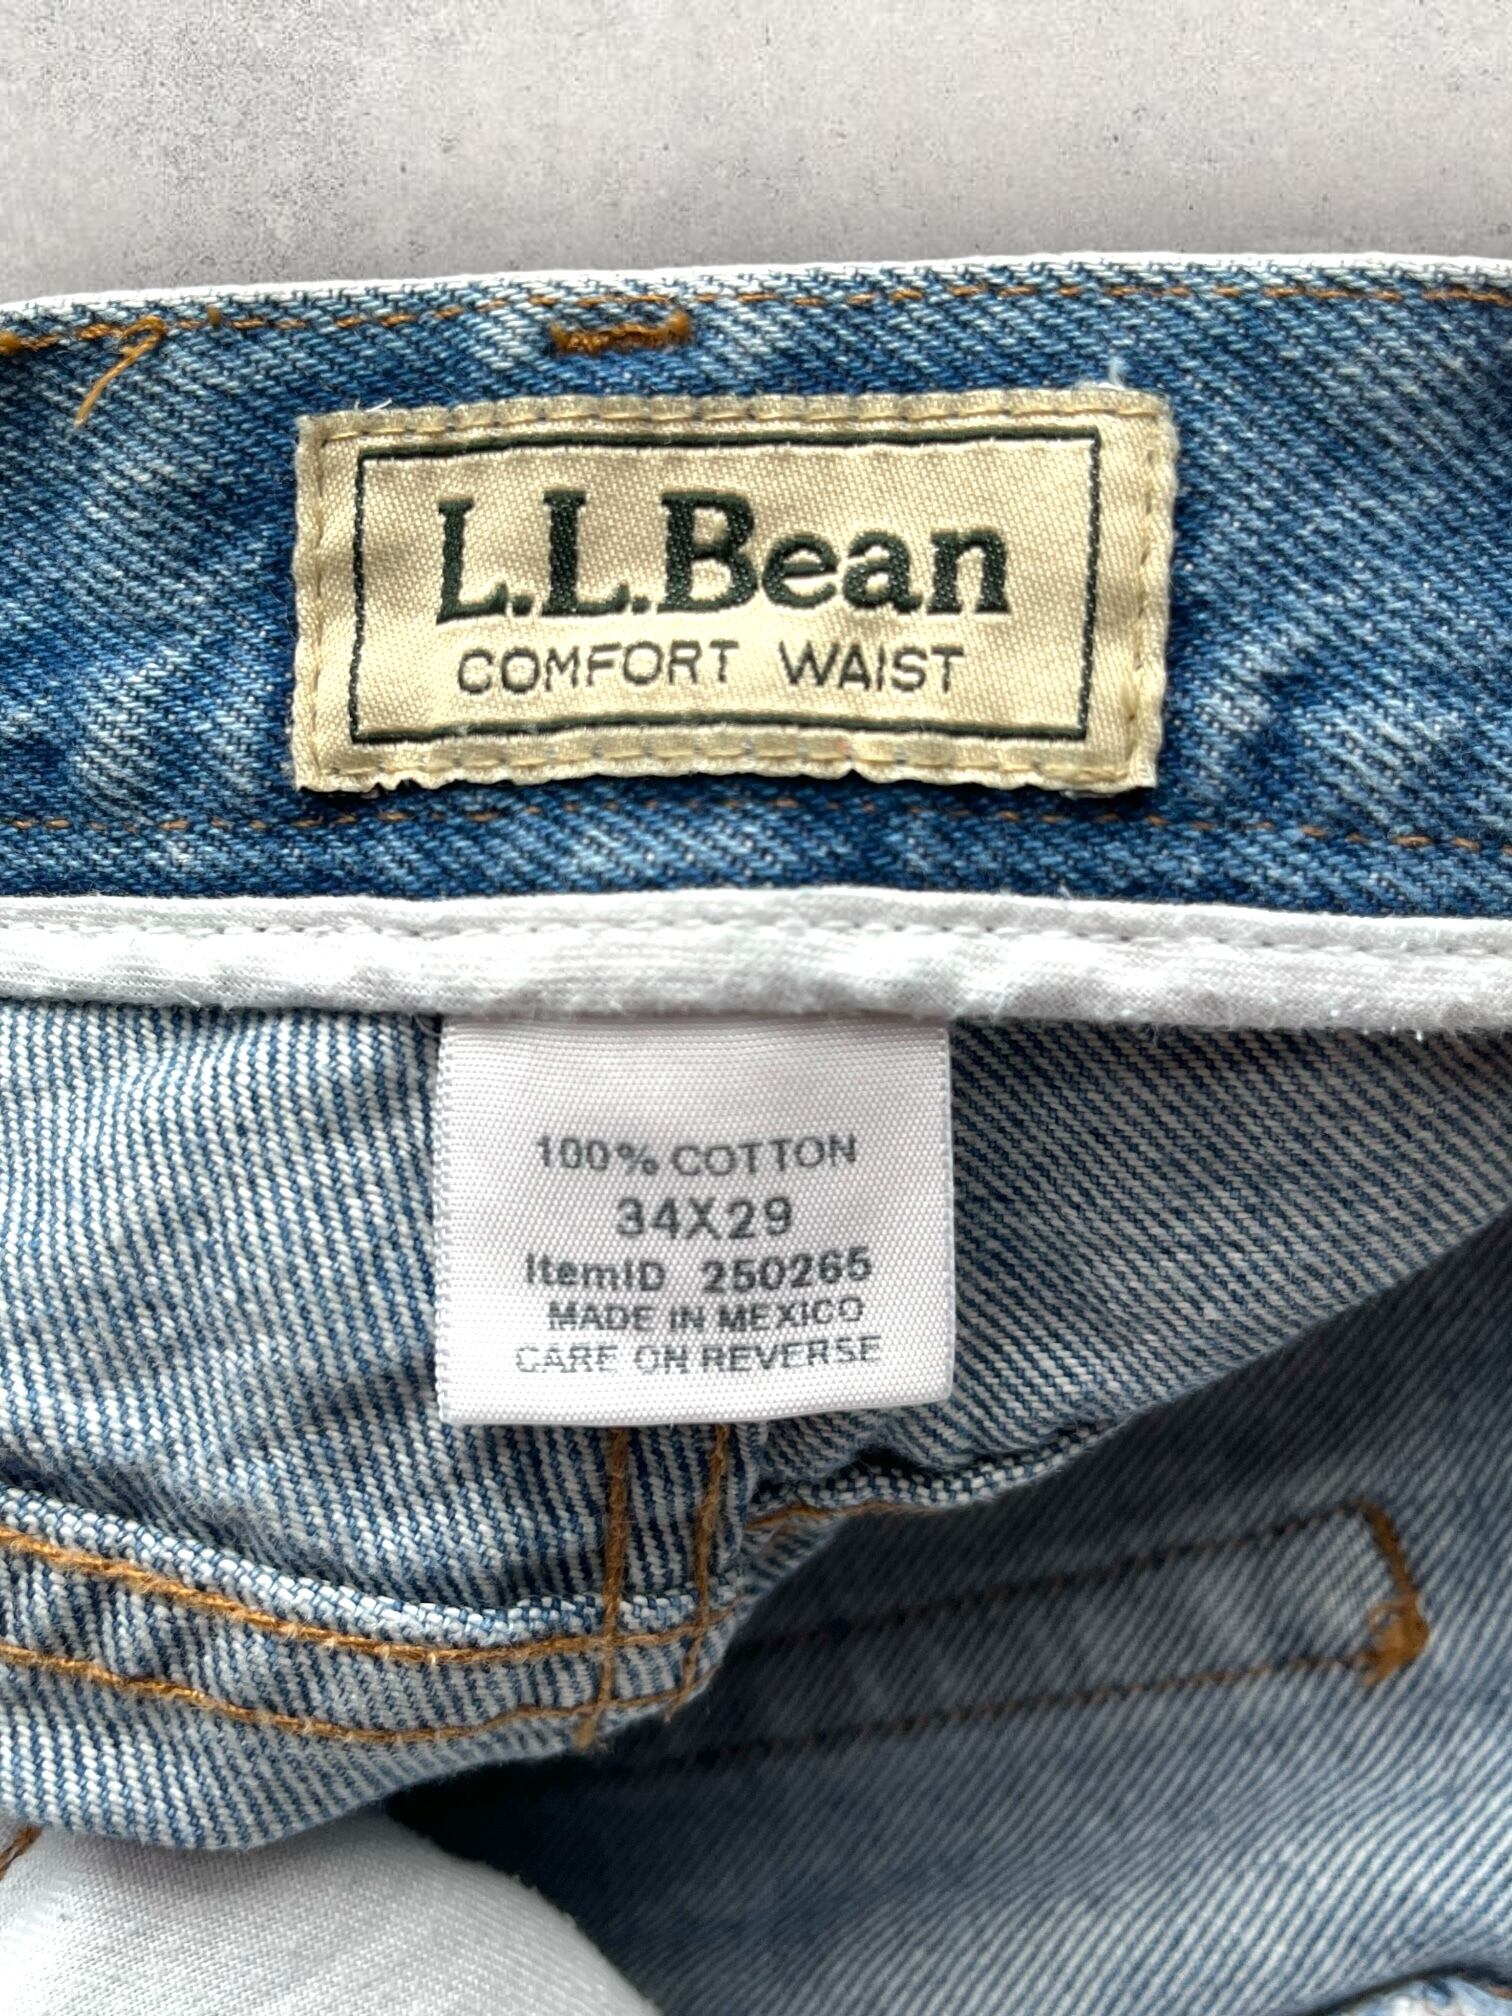 L.L.Bean
COMFORT WAIST
100% COTTON
34X29
ItemID 250265
MADE IN MEXICO
CARE ON REVERSE